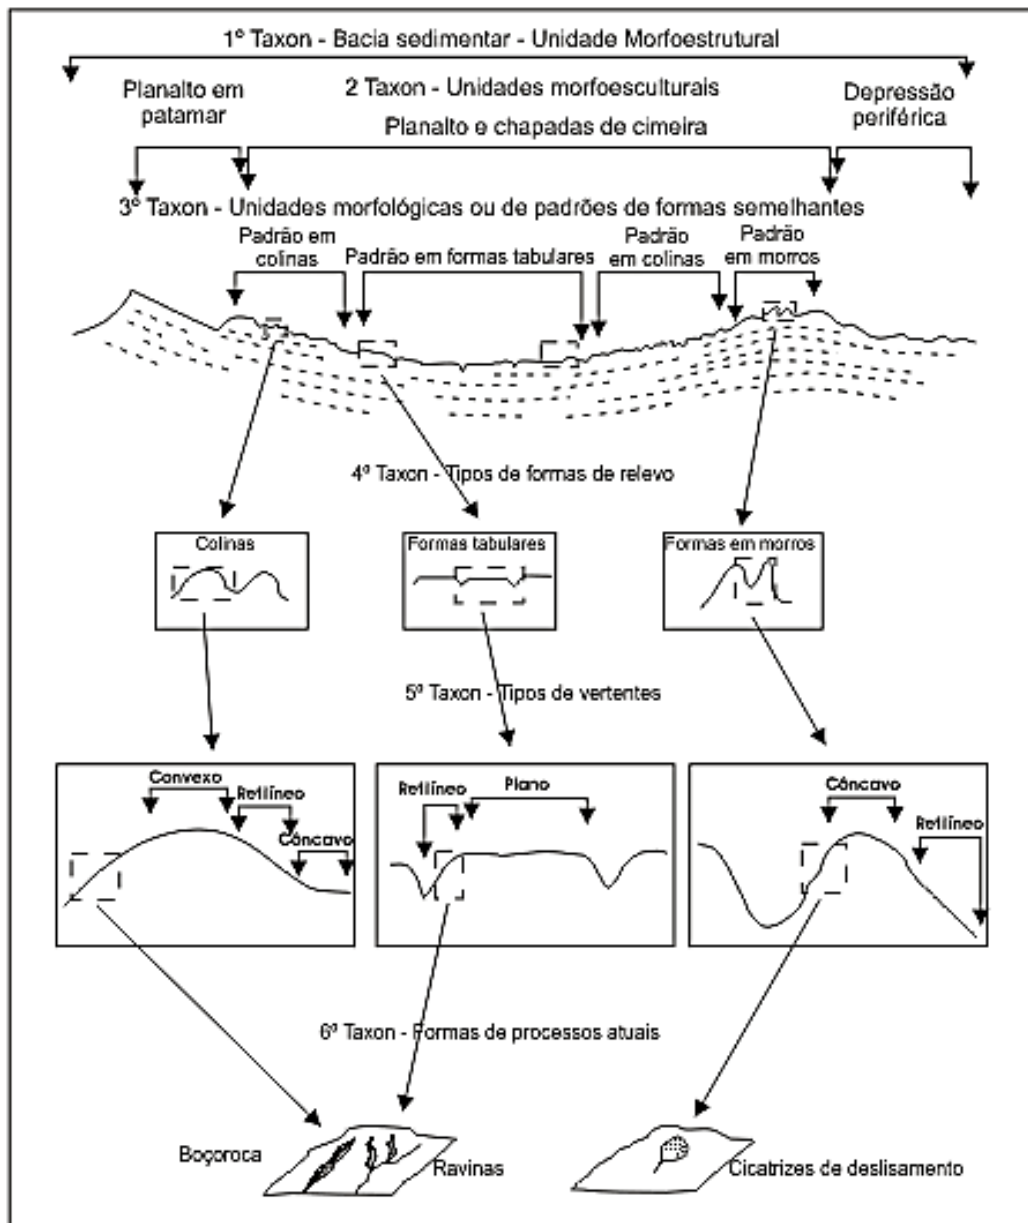 1º Taxon - Bacia sedimentar - Unidade Morfoestrutural
Planalto em
patamar
2 Taxon - Unidades morfoesculturais
Planalto e chapadas de cimeira
Depressão
periférica
3º Taxon - Unidades morfológicas ou de padrões de formas semelhantes
Padrão em
colinas
Padrão em formas tabulares
Padrão
em colinas
Padrão
em morros
4º Taxon - Tipos de formas de relevo
Colinas
Formas tabulares
Formas em morros
5º Taxon - Tipos de vertentes
Convexo
Retilíneo
Côncavo
Retilíneo
Plano
Côncavo
Retilíneo
6º Taxon - Formas de processos atuais
Boçoroca
Ravinas
Cicatrizes de deslisamento